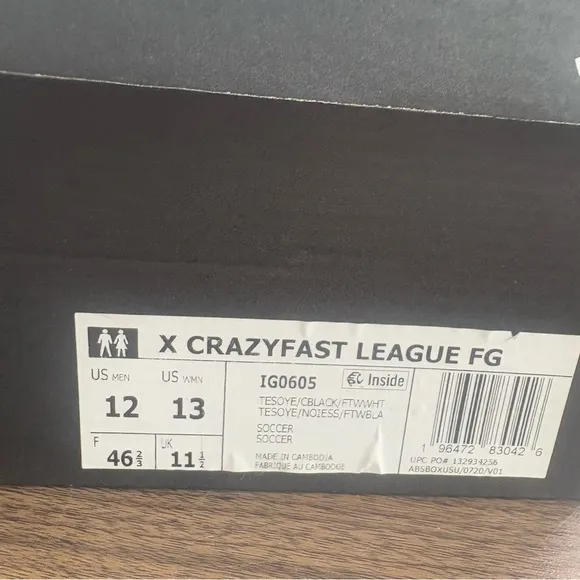 X CRAZYFAST LEAGUE FG
US MEN
12
US WMN
13
F
46 2/3
UK
11 1/2
IG0605
Inside
TESOYE/CBLACK/FTWWHT
TESOYE/NOIESS/FTWBLA
SOCCER
SOCCER
MADE IN CAMBODIA
FABRIQUÉ AU CAMBODGE
1 96472 83042 6
UPC PO# 132934256
ABSBOXUSU/0720/V01